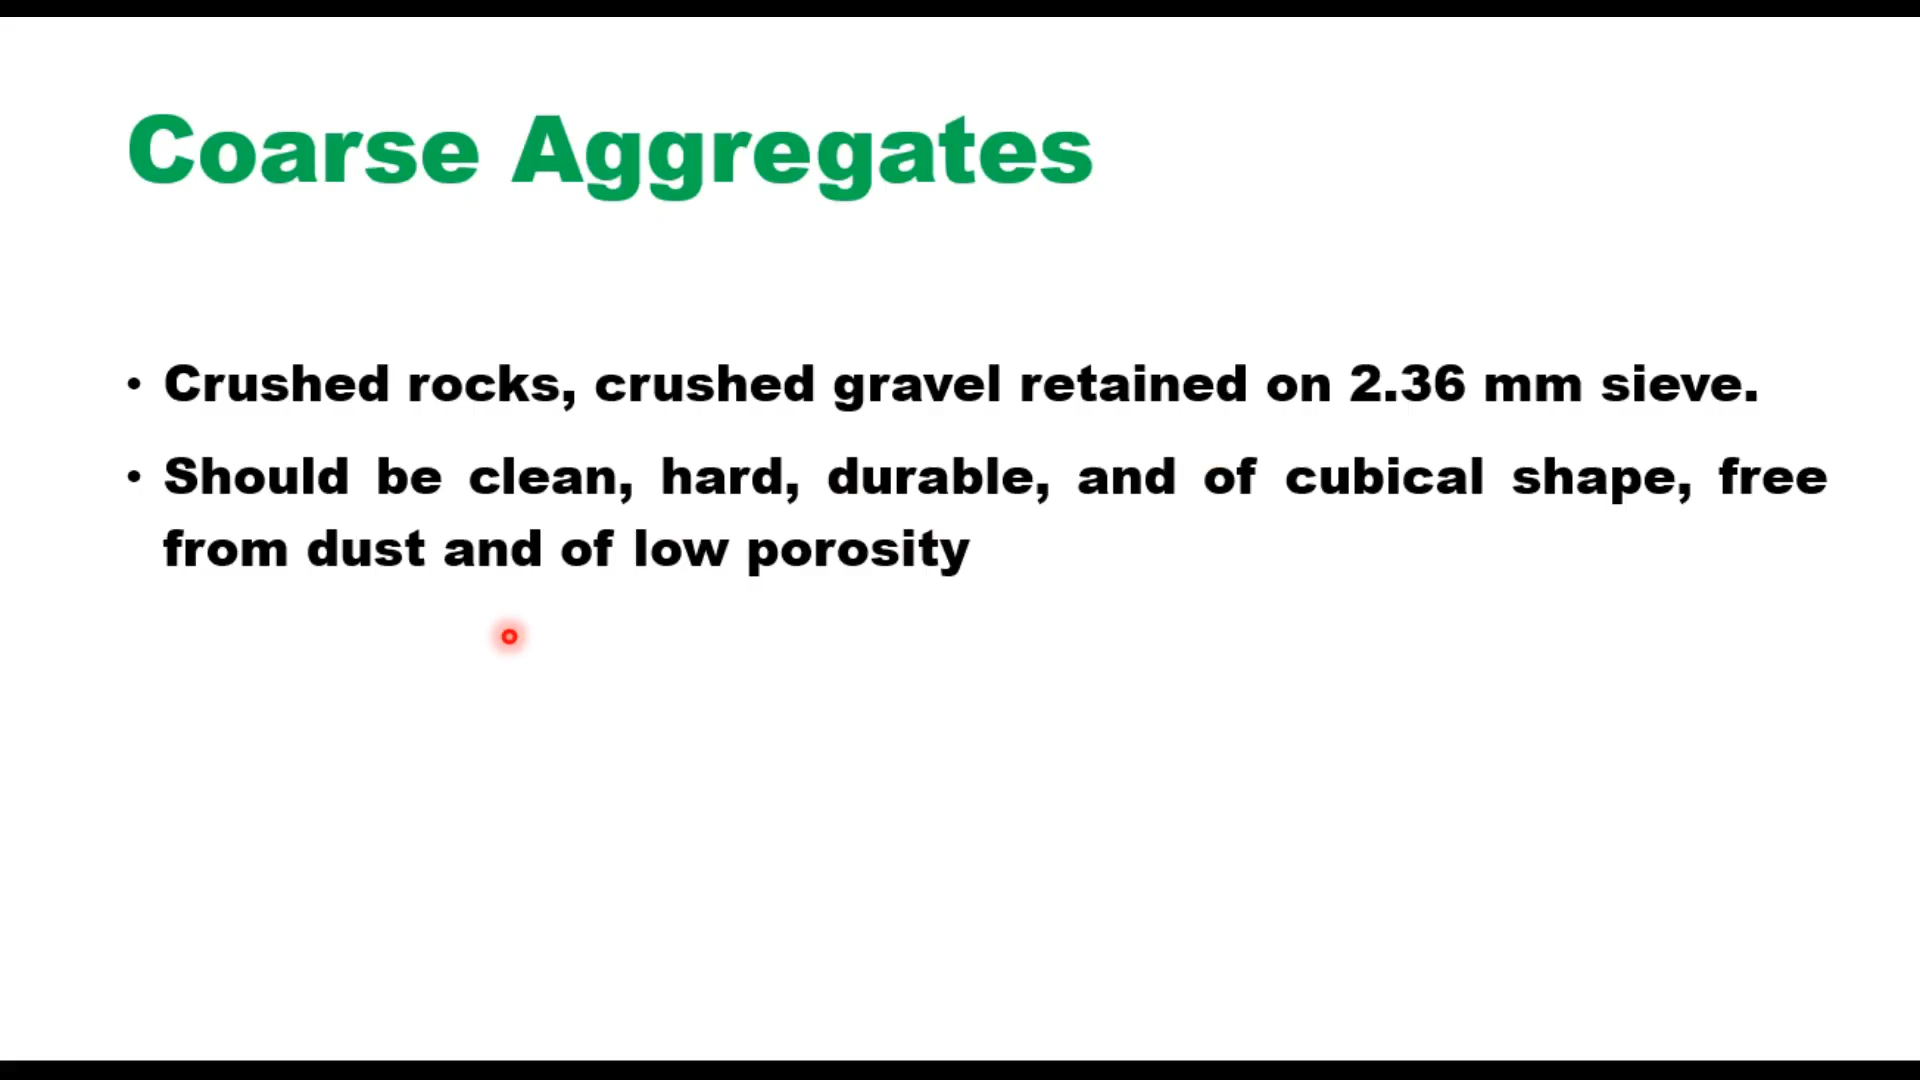 Coarse Aggregates
• Crushed rocks, crushed gravel retained on 2.36 mm sieve.
• Should be clean, hard, durable, and of cubical shape, free
from dust and of low porosity